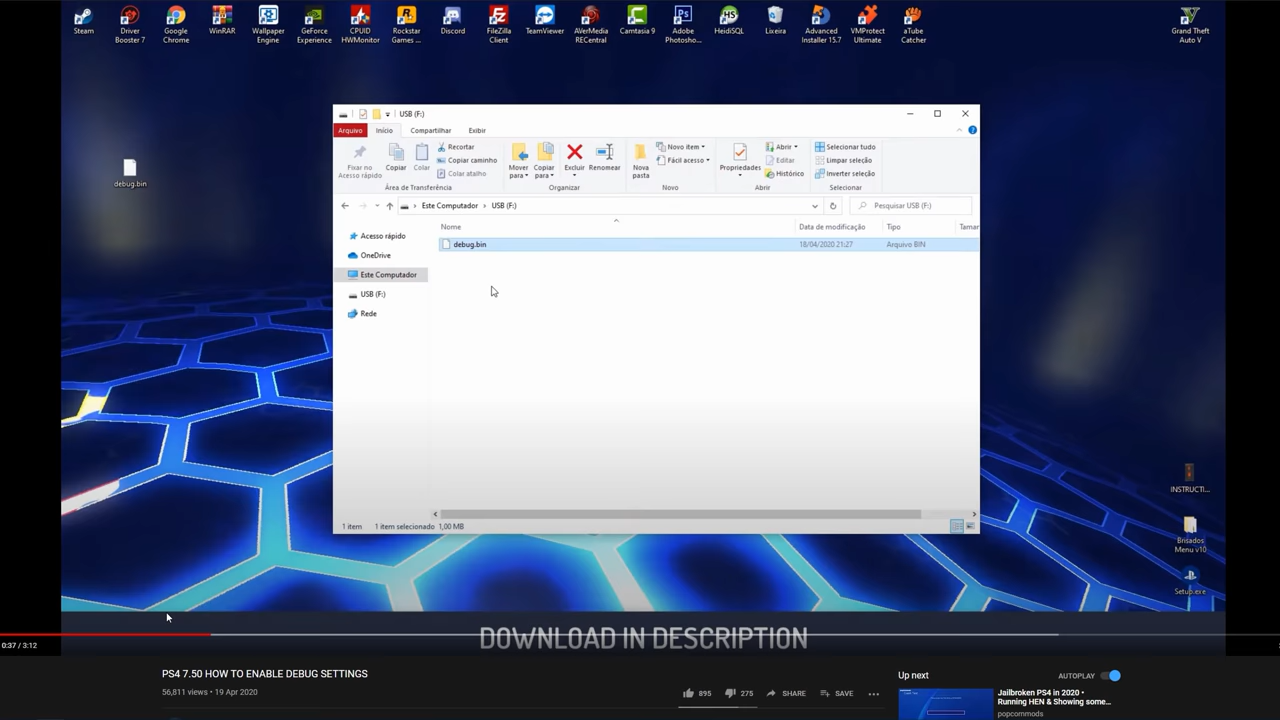 Steam
Driver
Booster 7
Google
Chrome
WinRAR
Wallpaper
Engine
GeForce
Experience
CPUID
HWMonitor
Rockstar
Games ...
Discord
FileZilla
Client
TeamViewer
AVerMedia
RECentral
Camtasia 9
Adobe
Photosho...
HeidiSQL
Lixeira
Advanced
Installer 15.7
VMProtect
Ultimate
aTube
Catcher
Grand Theft
Auto V
debug.bin
USB (F:)
Arquivo Início Compartilhar Exibir
Fixar no
Acesso rápido
Copiar
Colar
Recortar
Copiar caminho
Colar atalho
Área de Transferência
Mover
para
Copiar
para
Excluir
Renomear
Organizar
Nova
pasta
Novo item
Fácil acesso
Novo
Propriedades
Abrir
Editar
Histórico
Abrir
Selecionar tudo
Limpar seleção
Inverter seleção
Selecionar
Este Computador USB (F:)
Pesquisar USB (F:)
Nome Data de modificação Tipo Tamar
debug.bin 18/04/2020 21:27 Arquivo BIN
Acesso rápido
OneDrive
Este Computador
USB (F:)
Rede
1 item 1 item selecionado 1,00 MB
INSTRUCTI...
Brisados
Menu v10
Setup.exe
DOWNLOAD IN DESCRIPTION
0:37 / 3:12
PS4 7.50 HOW TO ENABLE DEBUG SETTINGS
56,811 views • 19 Apr 2020
895 275 SHARE SAVE
Up next AUTOPLAY
Jailbroken PS4 in 2020 •
Running HEN & Showing some...
popcommods